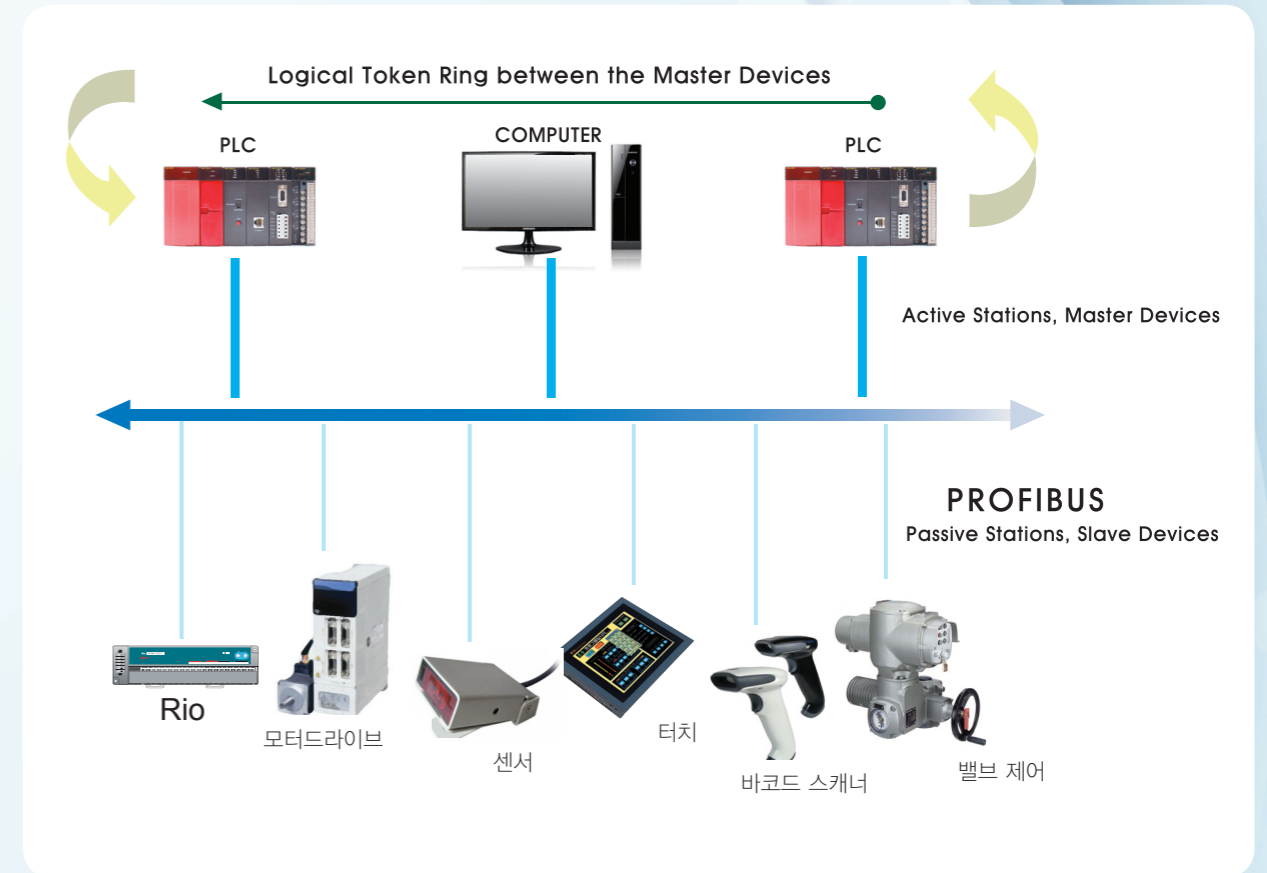 Logical Token Ring between the Master Devices
PLC
COMPUTER
PLC
Active Stations, Master Devices
PROFIBUS
Passive Stations, Slave Devices
Rio
모터드라이브
센서
터치
바코드 스캐너
밸브 제어